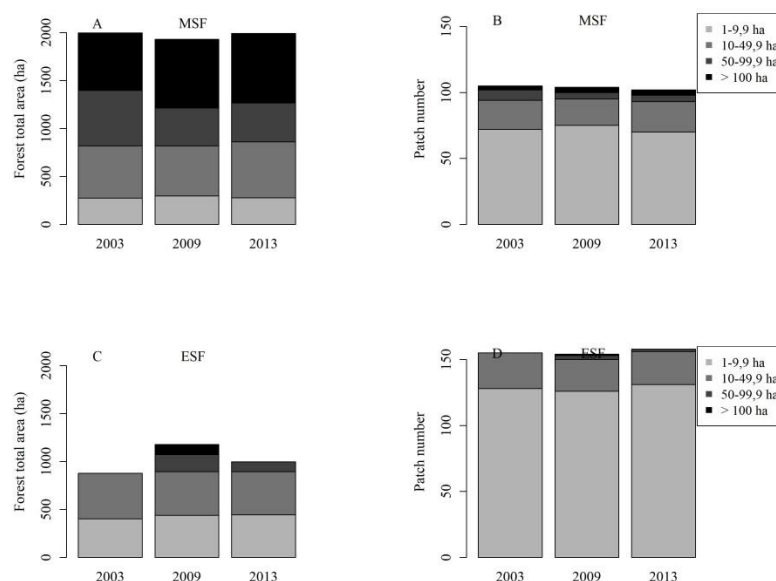 A MSF
Forest total area (ha)
0 500 1000 1500 2000
2003 2009 2013
B MSF
Patch number
0 50 100 150
2003 2009 2013
1-9,9 ha
10-49,9 ha
50-99,9 ha
> 100 ha
C ESF
Forest total area (ha)
0 500 1000 1500 2000
2003 2009 2013
D ESF
Patch number
0 50 100 150
2003 2009 2013
1-9,9 ha
10-49,9 ha
50-99,9 ha
> 100 ha